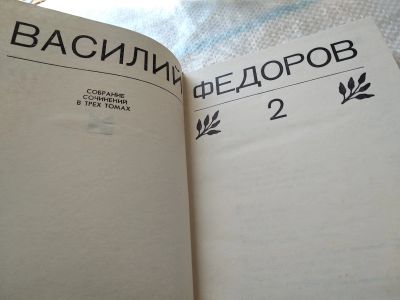 ВАСИЛИЙ
СОБРАНИЕ
СОЧИНЕНИЙ
В ТРЕХ ТОМАХ
ФЕДОРОВ
2